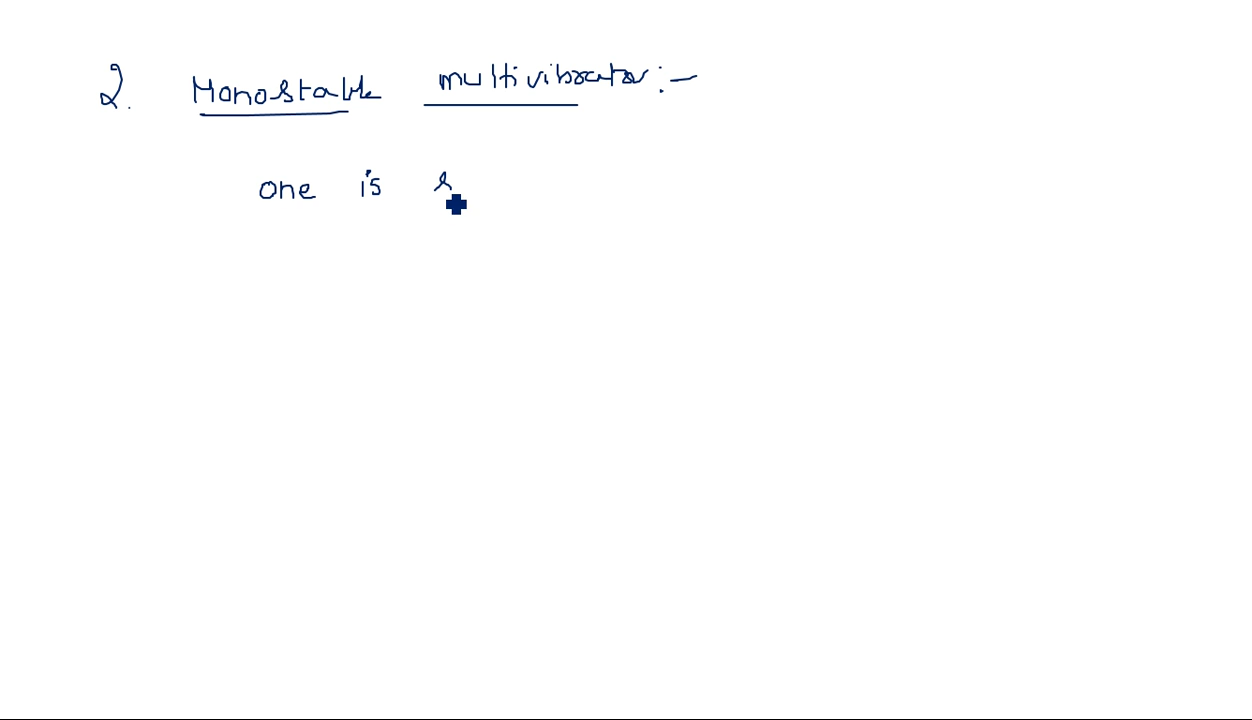 2. Monostable multivibrator :-
one is s